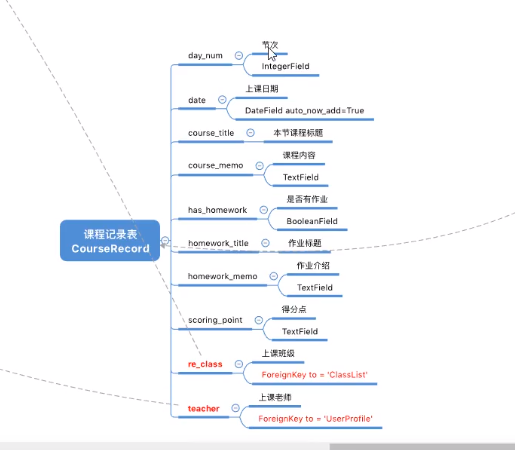 课程记录表
CourseRecord
day_num
节次
IntegerField
date
上课日期
DateField auto_now_add=True
course_title
本节课程标题
course_memo
课程内容
TextField
has_homework
是否有作业
BooleanField
homework_title
作业标题
homework_memo
作业介绍
TextField
scoring_point
得分点
TextField
re_class
上课班级
ForeignKey to = 'ClassList'
teacher
上课老师
ForeignKey to = 'UserProfile'